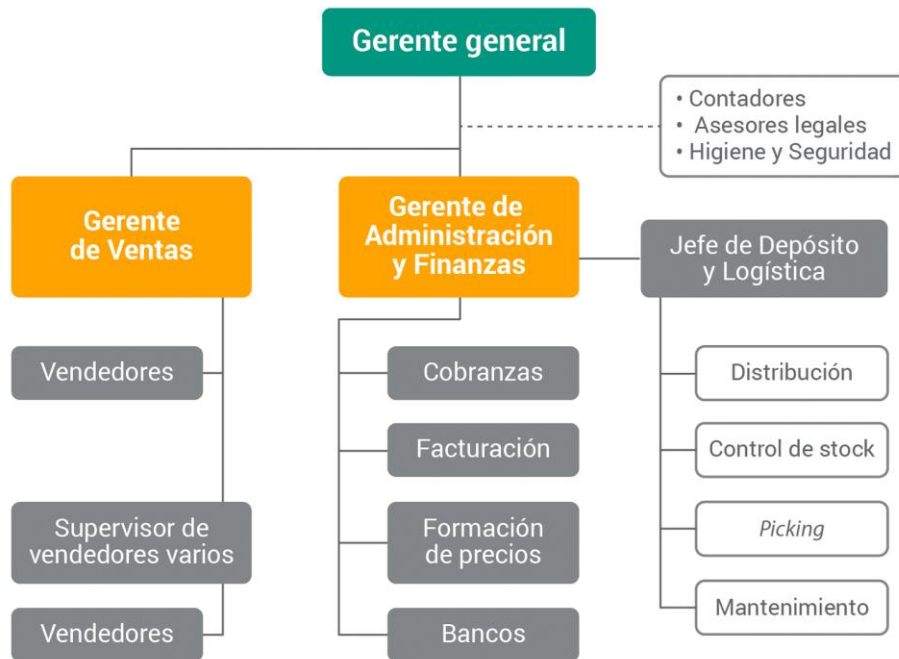 Gerente general
• Contadores
• Asesores legales
• Higiene y Seguridad
Gerente
de Ventas
Gerente de
Administración
y Finanzas
Jefe de Depósito
y Logística
Vendedores
Supervisor de
vendedores varios
Vendedores
Cobranzas
Facturación
Formación
de precios
Bancos
Distribución
Control de stock
Picking
Mantenimiento